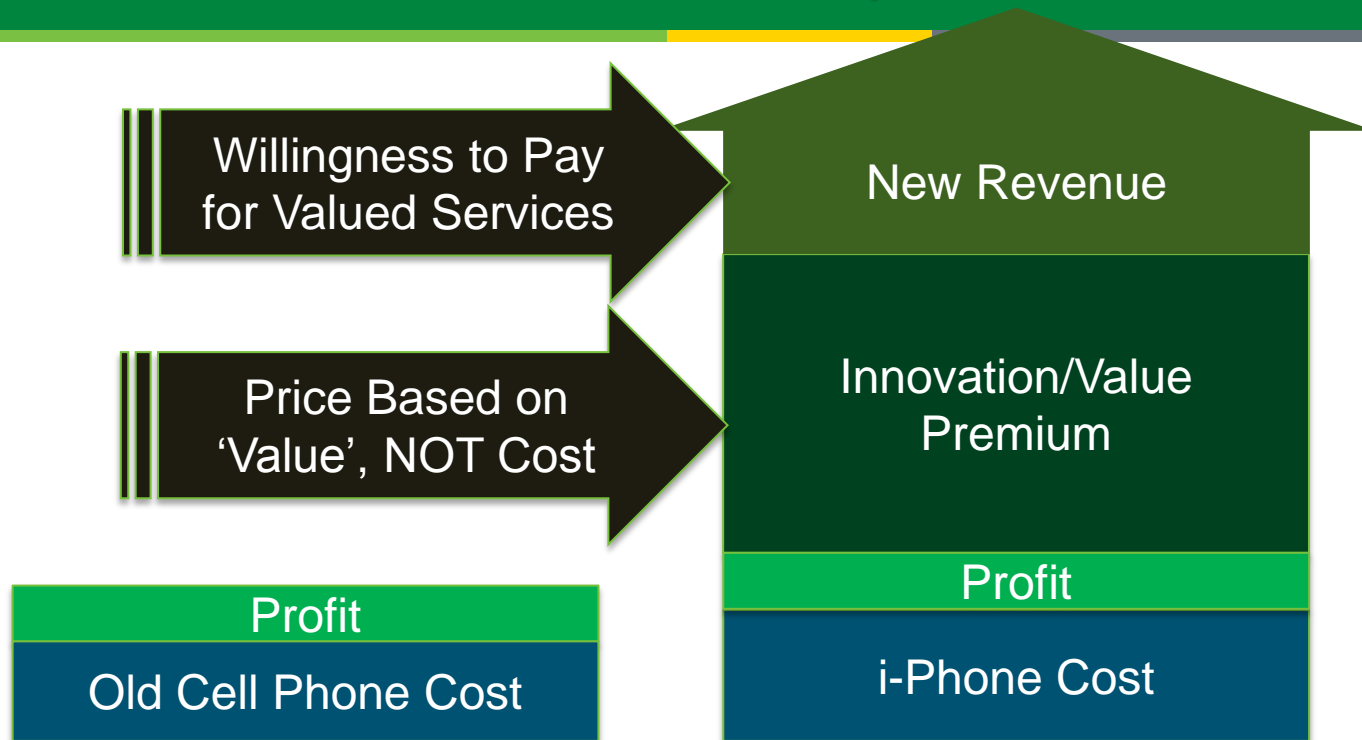 Willingness to Pay
for Valued Services
New Revenue
Price Based on
‘Value’, NOT Cost
Innovation/Value
Premium
Profit
Old Cell Phone Cost
Profit
i-Phone Cost